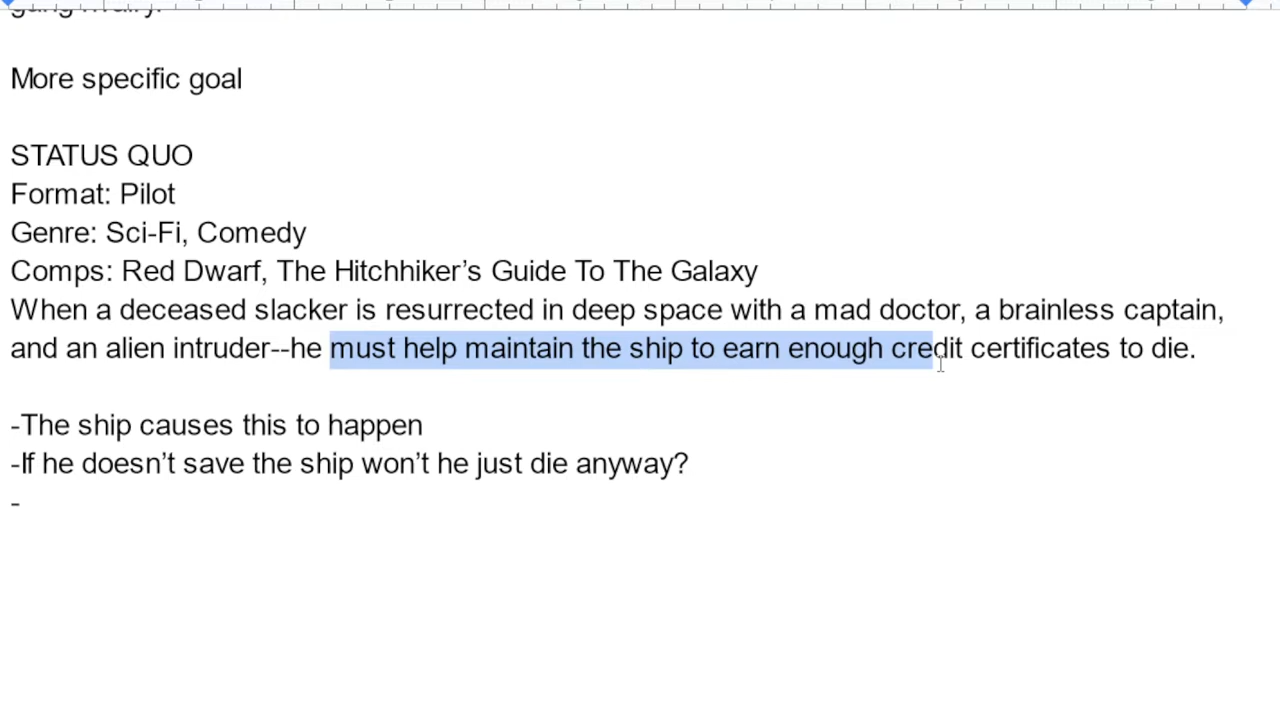 More specific goal
STATUS QUO
Format: Pilot
Genre: Sci-Fi, Comedy
Comps: Red Dwarf, The Hitchhiker’s Guide To The Galaxy
When a deceased slacker is resurrected in deep space with a mad doctor, a brainless captain,
and an alien intruder--he must help maintain the ship to earn enough credit certificates to die.
-The ship causes this to happen
-If he doesn’t save the ship won’t he just die anyway?
-